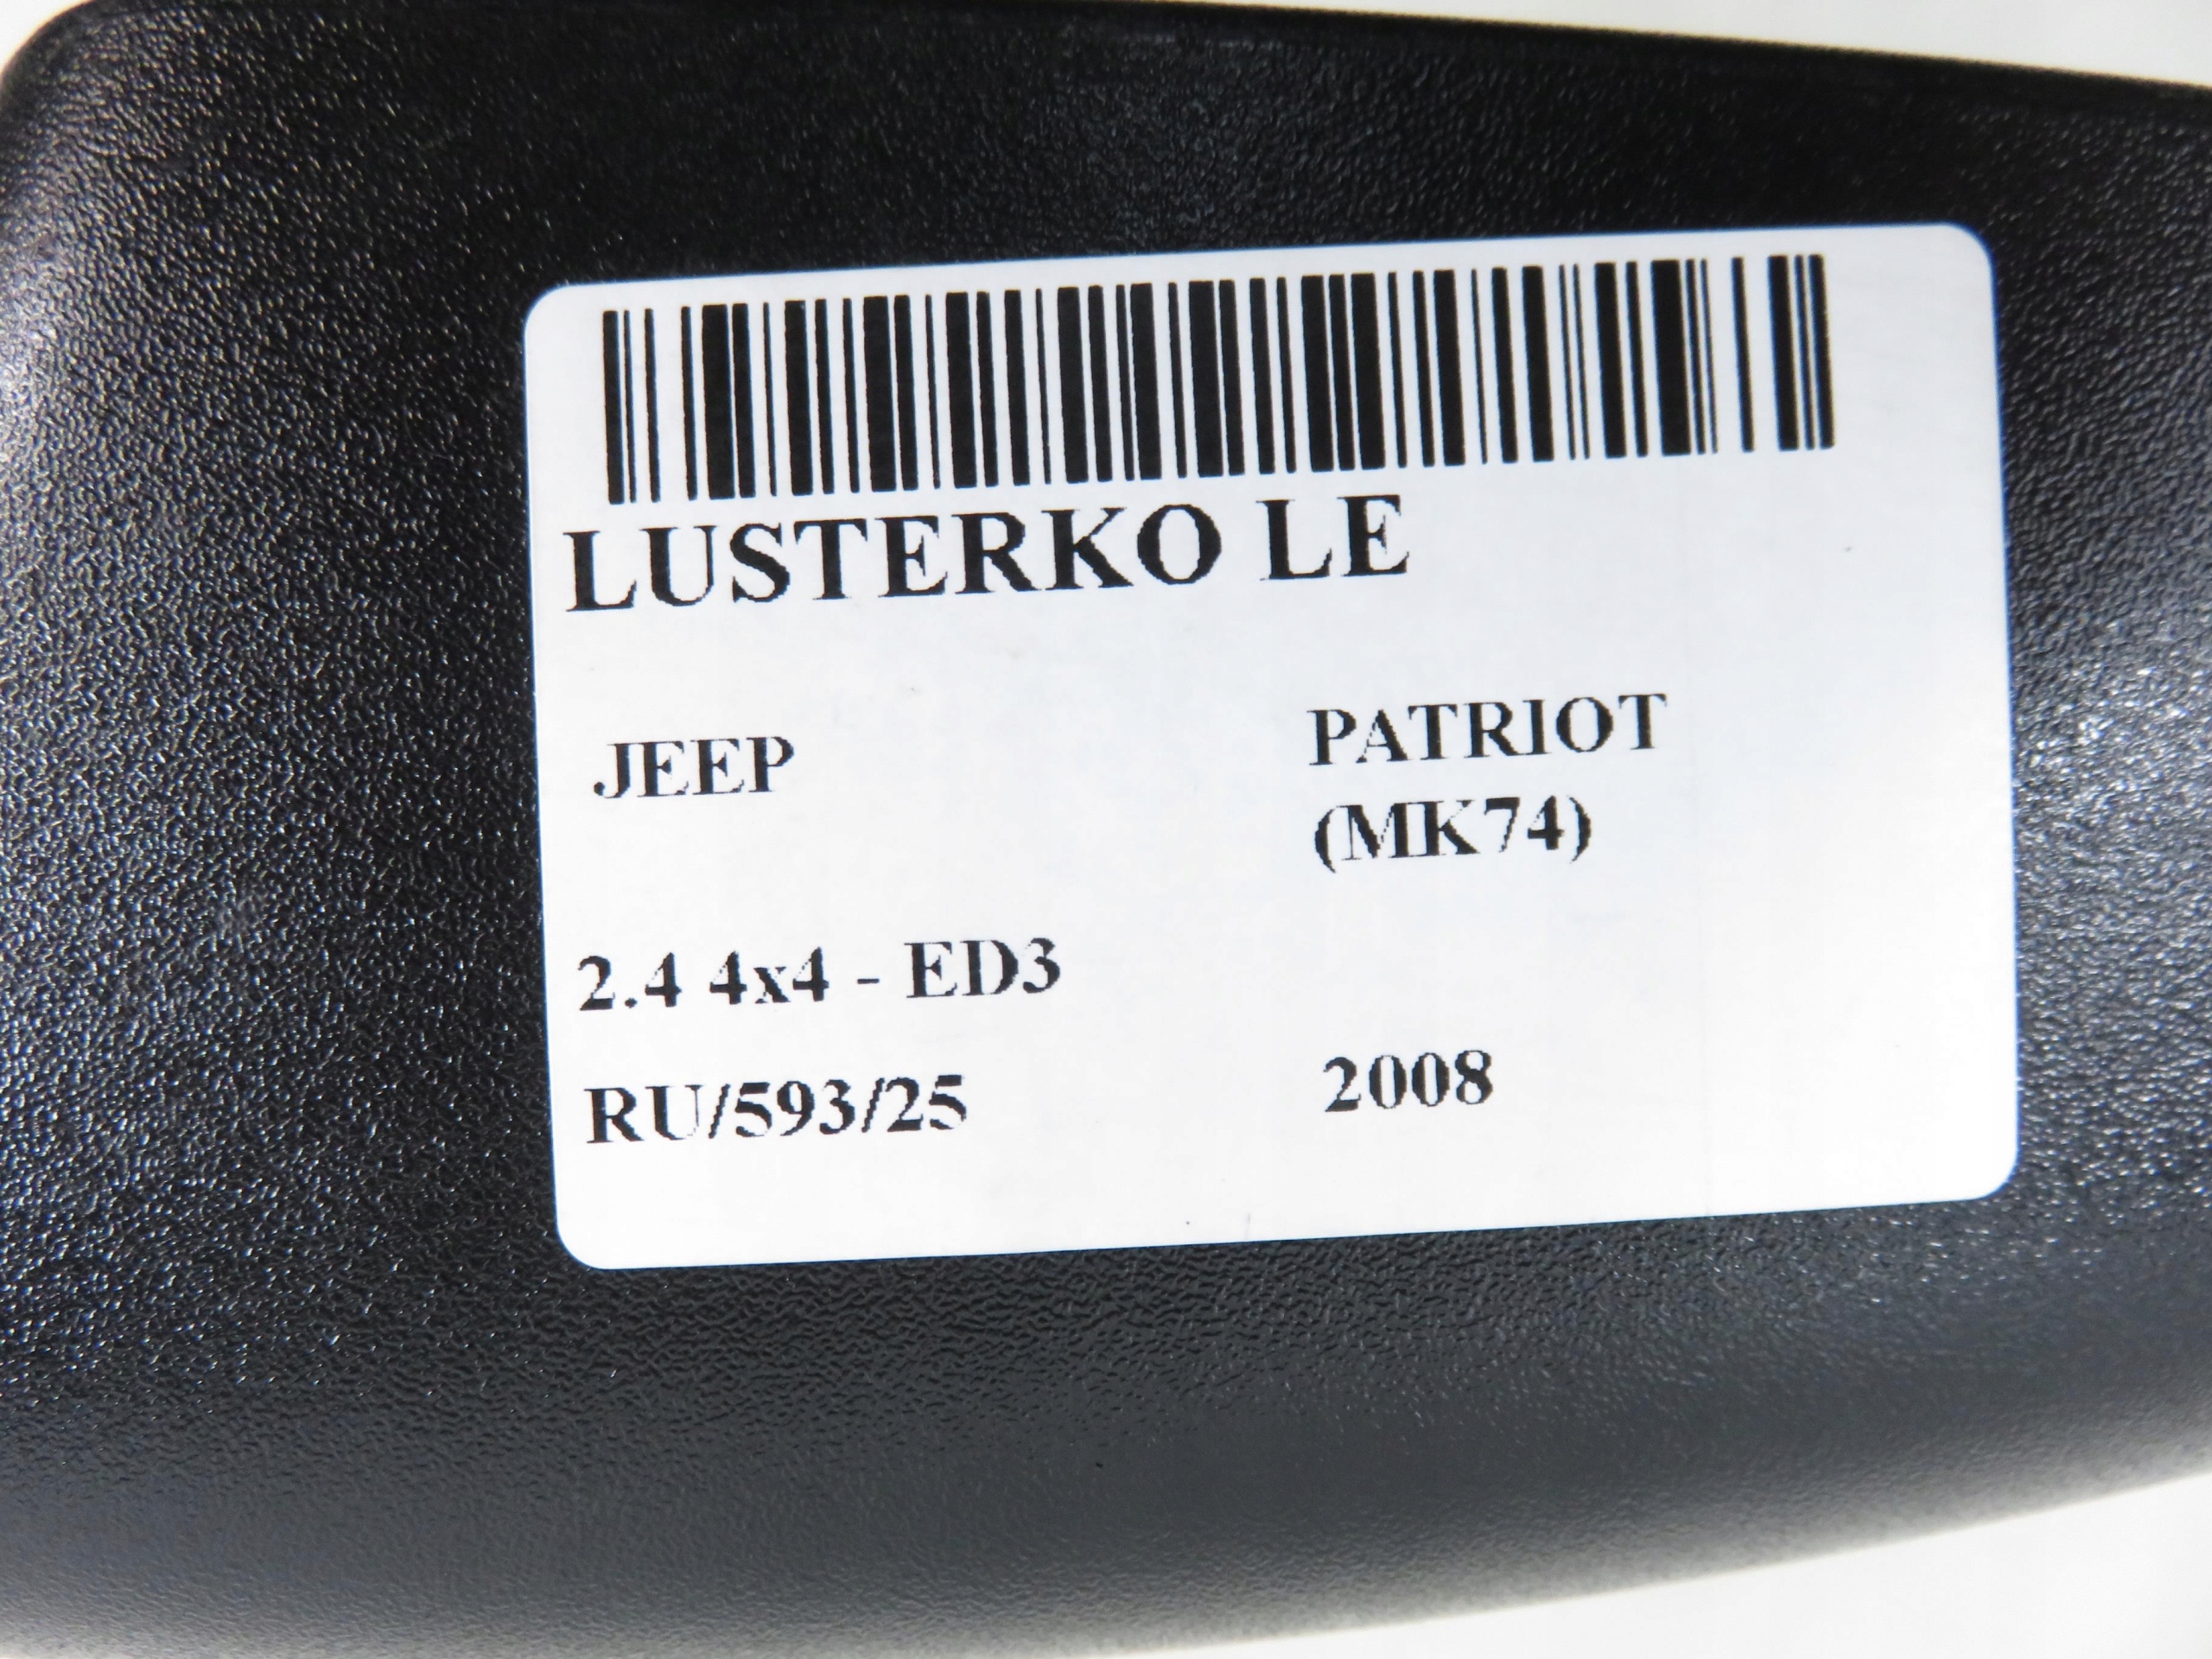 LUSTERKO LE
JEEP
PATRIOT
(MK74)
2.4 4x4 - ED3
RU/593/25
2008